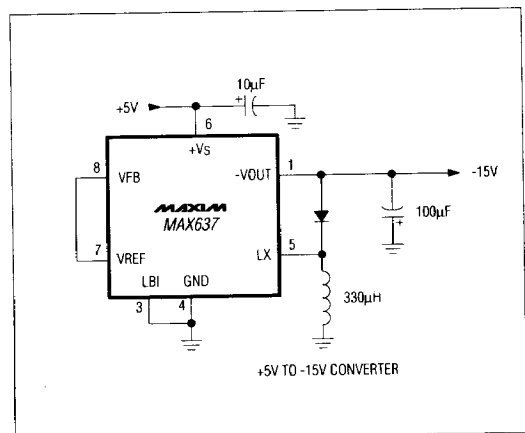 10µF
+5V
6
+VS
8
VFB
-VOUT
1
-15V
MAXIM
MAX637
100µF
7
VREF
LX
5
LBI
GND
3
4
330µH
+5V TO -15V CONVERTER